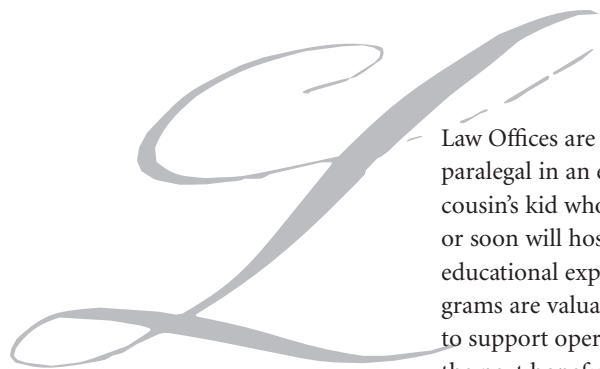 L
Law Offices are
paralegal in an e
cousin's kid who
or soon will hos
educational exp
grams are valua
to support oper